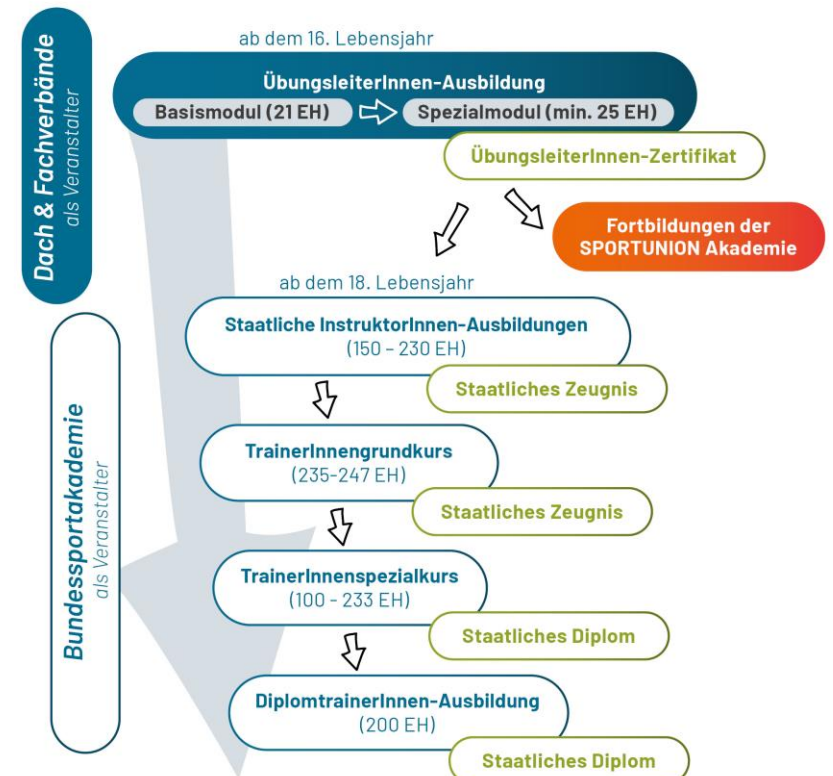 Dach & Fachverbände
als Veranstalter
ab dem 16. Lebensjahr
ÜbungsleiterInnen-Ausbildung
Basismodul (21 EH)
Spezialmodul (min. 25 EH)
ÜbungsleiterInnen-Zertifikat
Fortbildungen der
SPORTUNION Akademie
ab dem 18. Lebensjahr
Bundessportakademie
als Veranstalter
Staatliche InstruktorInnen-Ausbildungen
(150 – 230 EH)
Staatliches Zeugnis
TrainerInnengrundkurs
(235-247 EH)
Staatliches Zeugnis
TrainerInnenspezialkurs
(100 - 233 EH)
Staatliches Diplom
DiplomtrainerInnen-Ausbildung
(200 EH)
Staatliches Diplom